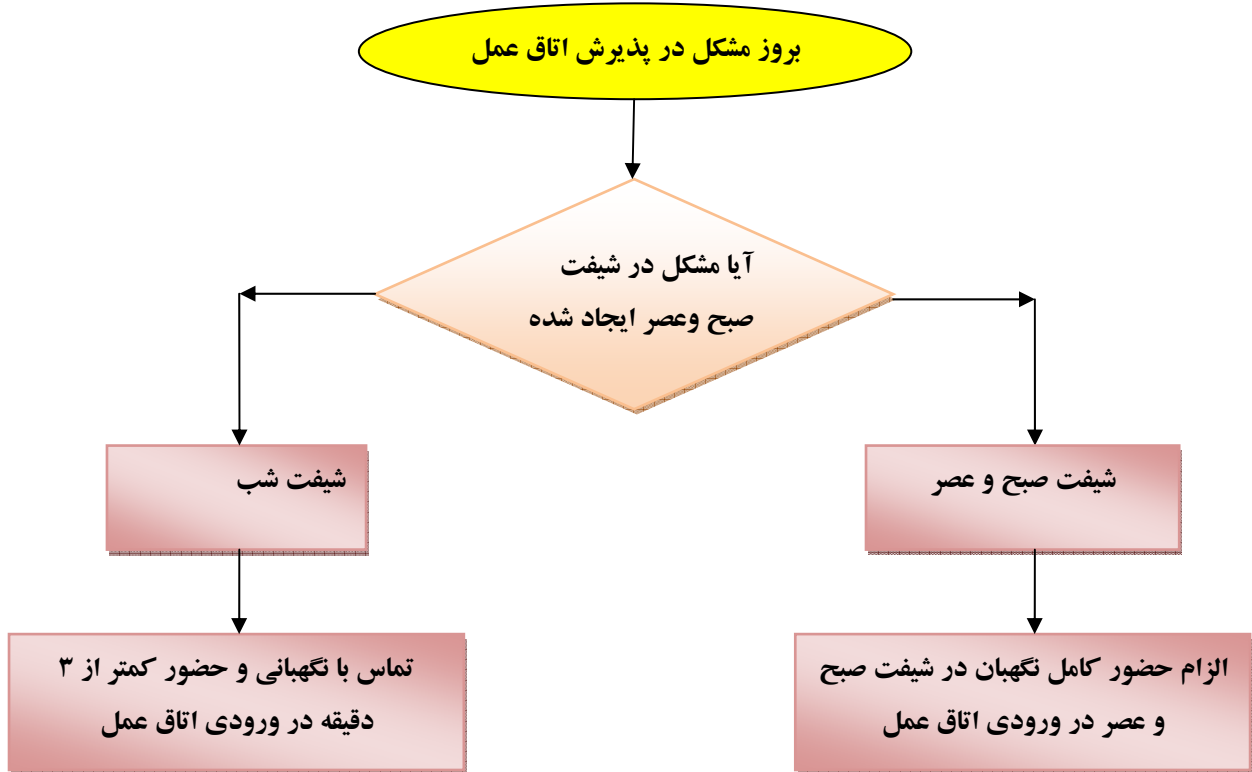 بروز مشکل در پذیرش اتاق عمل
آیا مشکل در شیفت
صبح وعصر ایجاد شده
شیفت صبح و عصر
شیفت شب
الزام حضور کامل نگهبان در شیفت صبح
و عصر در ورودی اتاق عمل
تماس با نگهبانی و حضور کمتر از ۳
دقیقه در ورودی اتاق عمل